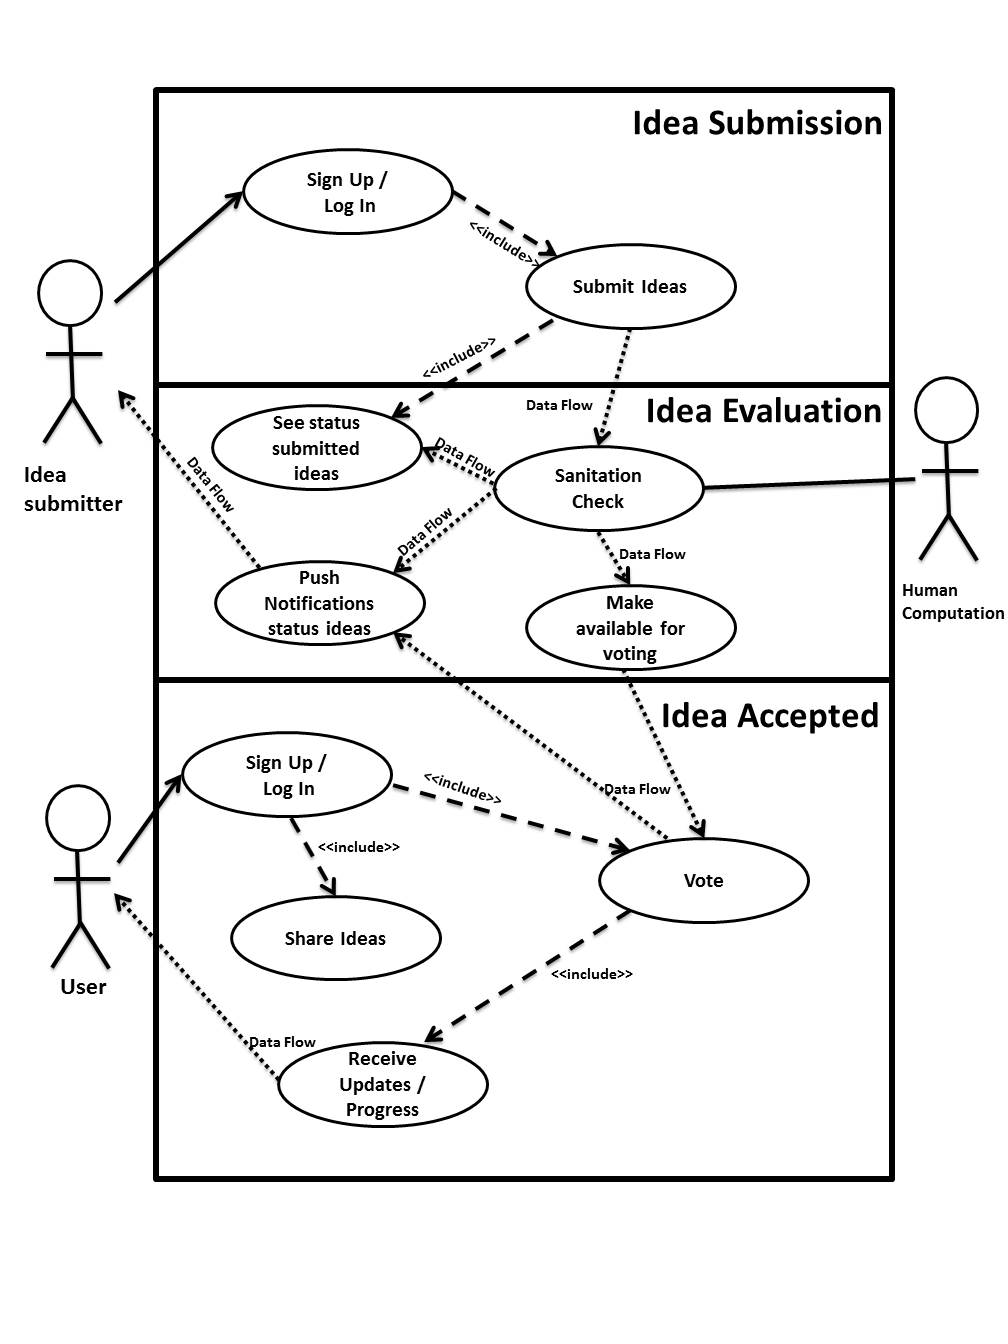 Idea Submission
Sign Up /
Log In
<<include>>
Submit Ideas
<<include>>
Idea
submitter
Data Flow
Idea Evaluation
See status
submitted
ideas
Data Flow
Sanitation
Check
Data Flow
Data Flow
Data Flow
Push
Notifications
status ideas
Make
available for
voting
Human
Computation
Idea Accepted
Sign Up /
Log In
<<include>>
Data Flow
<<include>>
Vote
Share Ideas
User
<<include>>
Data Flow
Receive
Updates /
Progress